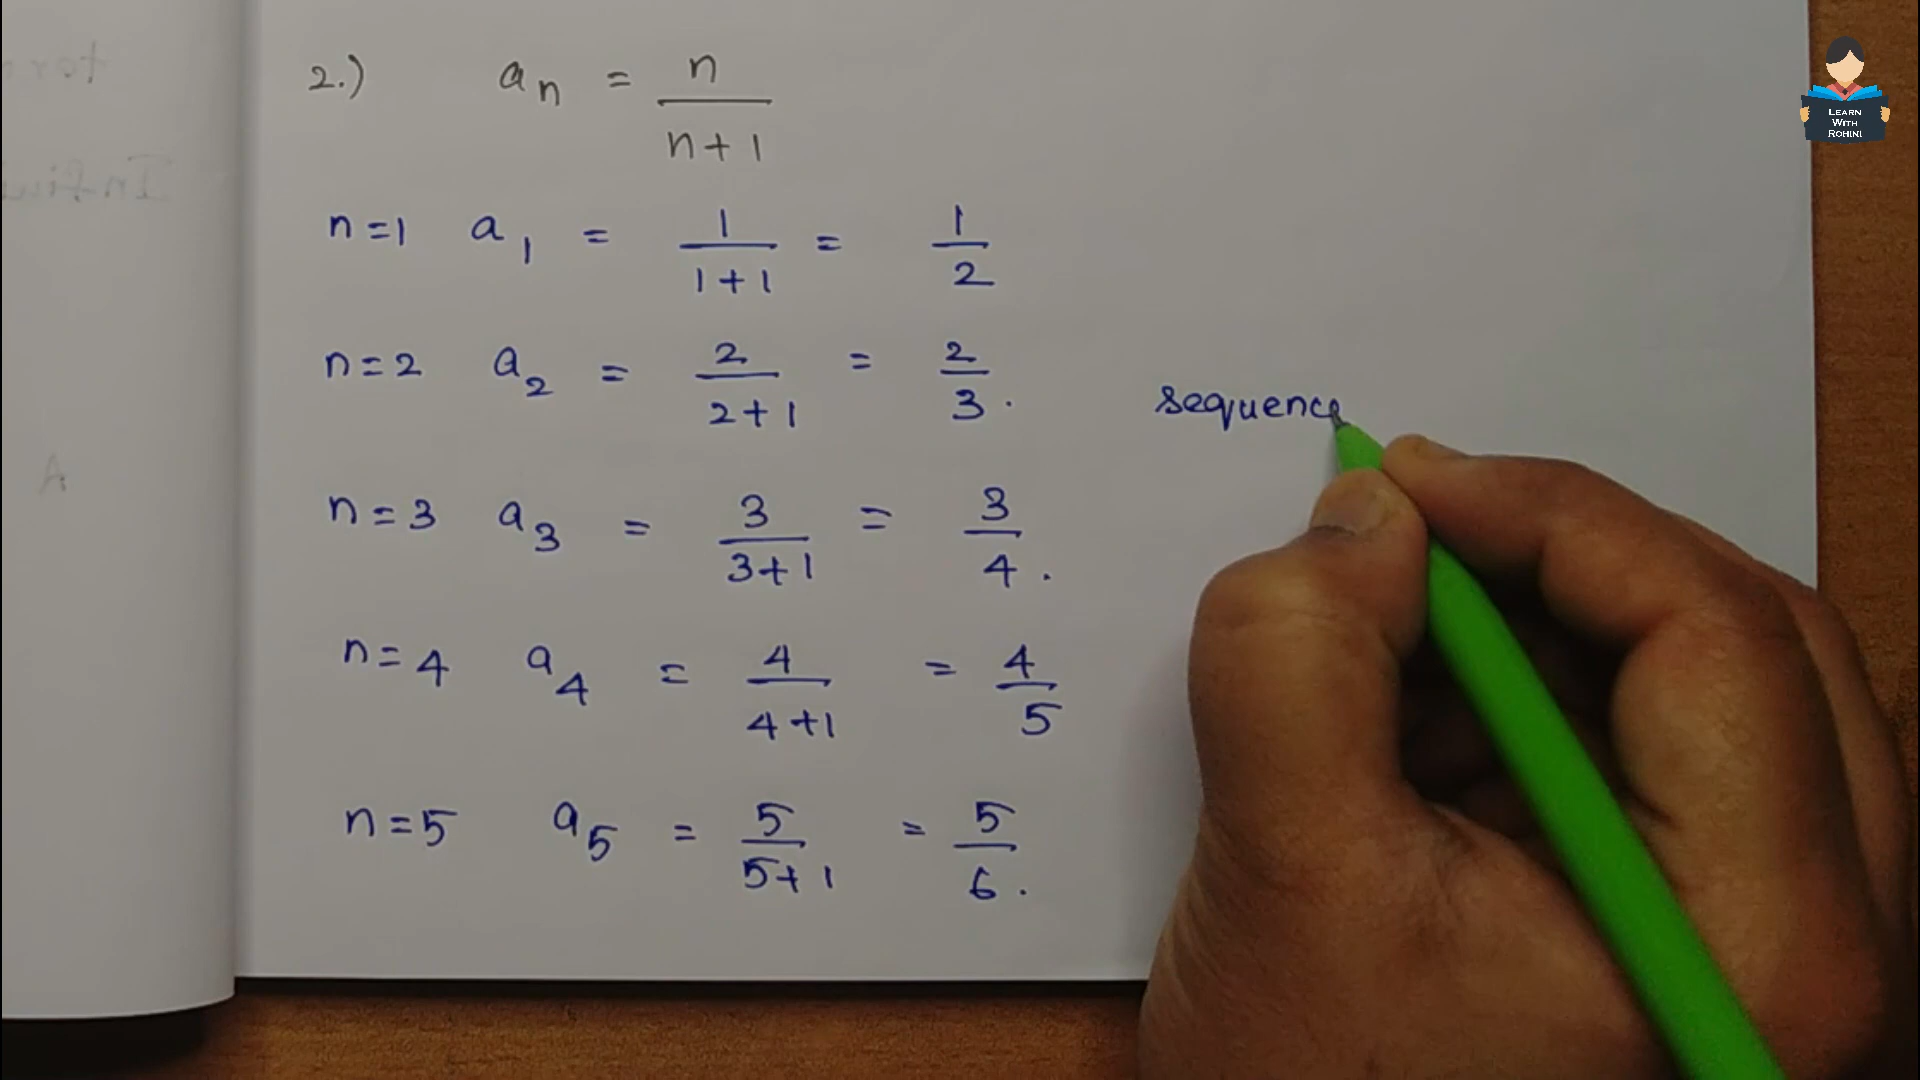 2.) aₙ = n / n+1
n=1 a₁ = 1 / 1+1 = 1 / 2
n=2 a₂ = 2 / 2+1 = 2 / 3 .
sequence
n=3 a₃ = 3 / 3+1 = 3 / 4 .
n=4 a₄ = 4 / 4+1 = 4 / 5
n=5 a₅ = 5 / 5+1 = 5 / 6 .
LEARN
WITH
ROHINI